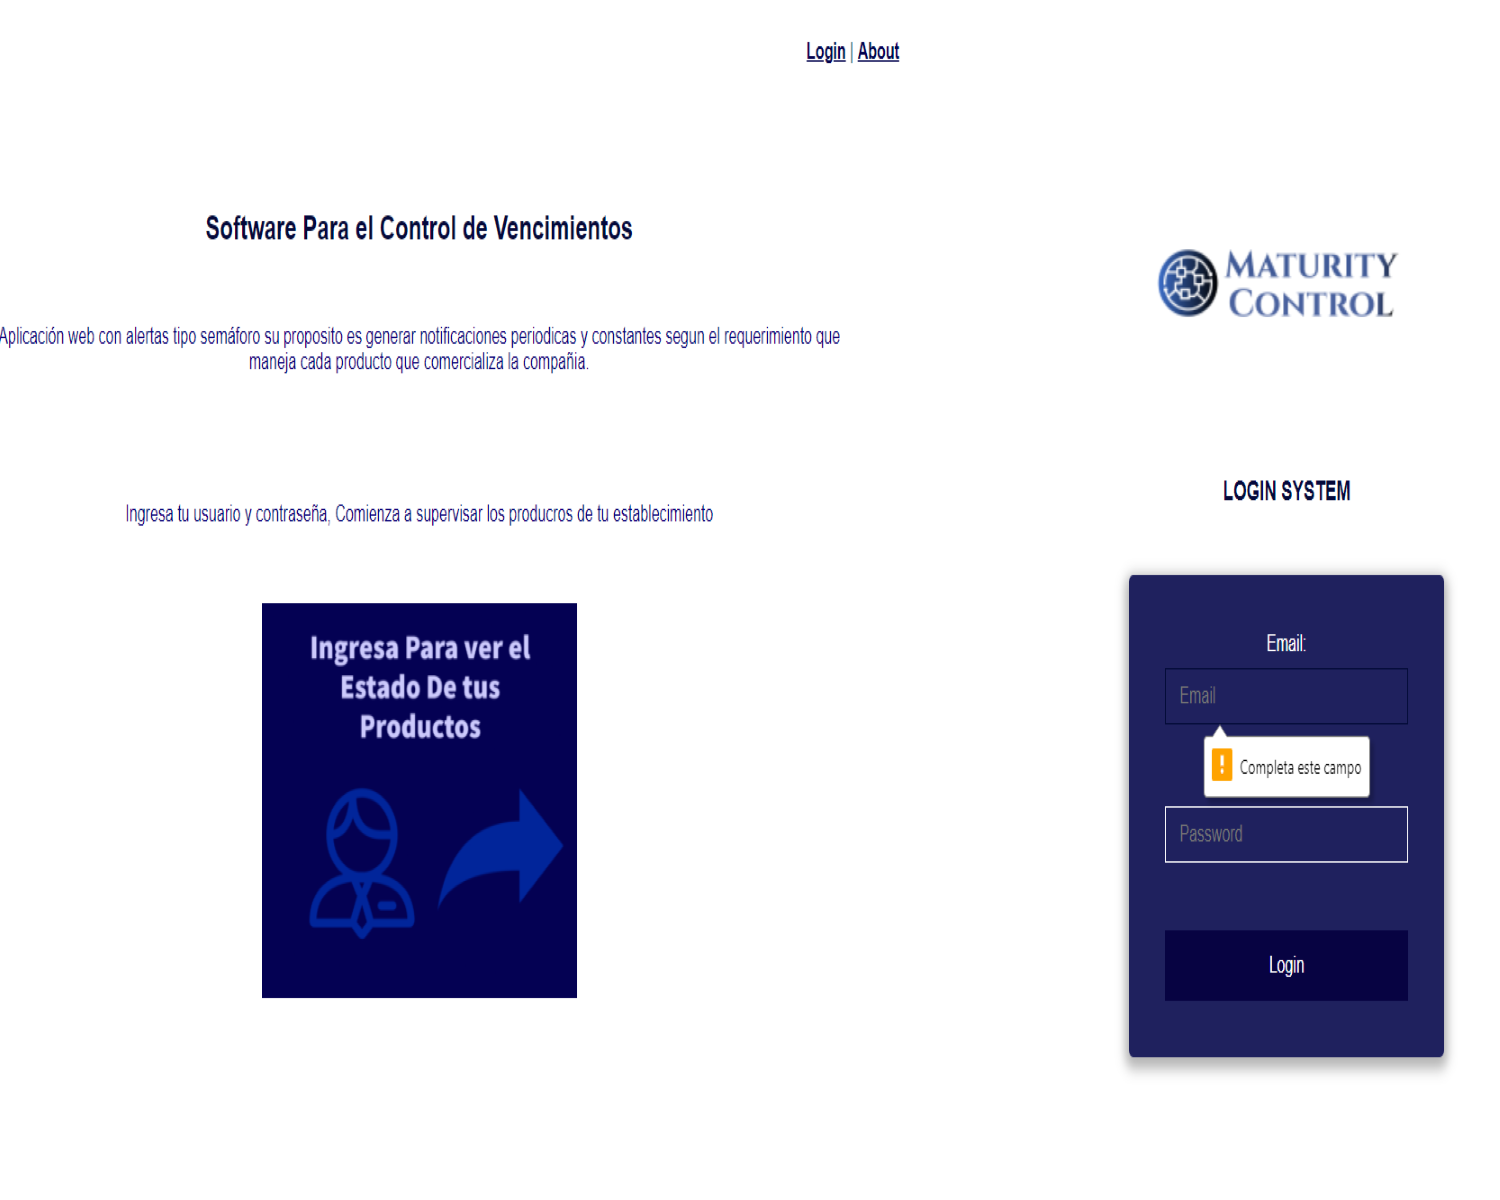 Login | About
Software Para el Control de Vencimientos
Aplicación web con alertas tipo semáforo su proposito es generar notificaciones periodicas y constantes segun el requerimiento que
maneja cada producto que comercializa la compañia.
Ingresa tu usuario y contraseña, Comienza a supervisar los producros de tu establecimiento
Ingresa Para ver el
Estado De tus
Productos
MATURITY
CONTROL
LOGIN SYSTEM
Email:
Email
Completa este campo
Password
Login